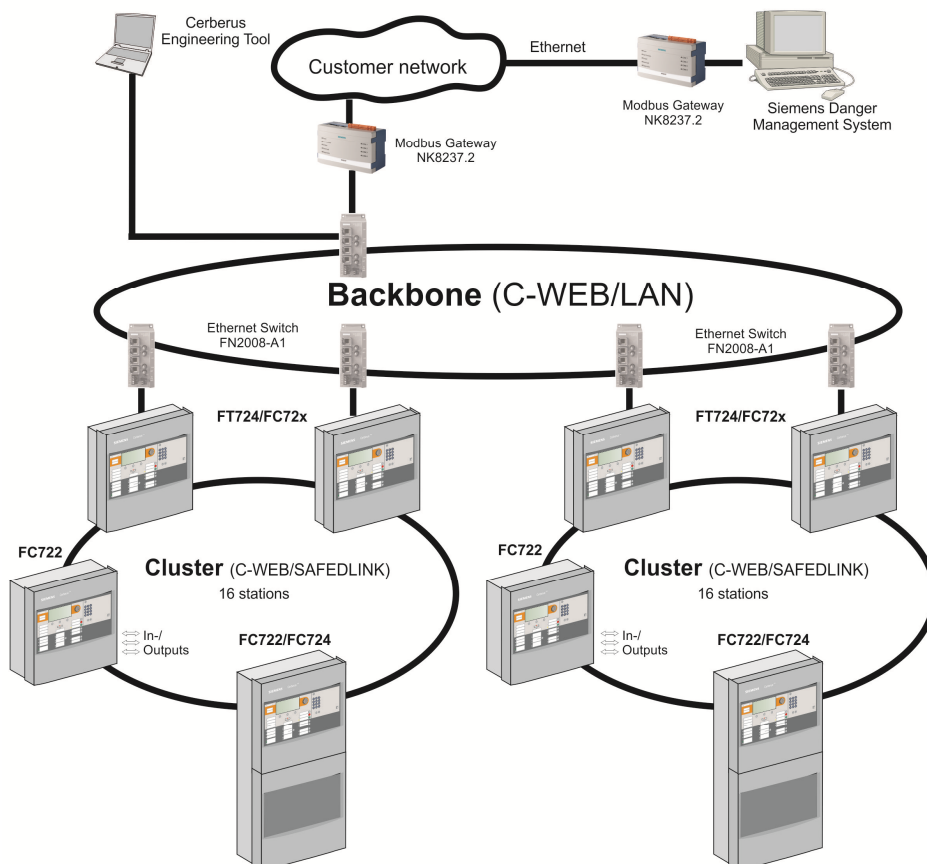 Cerberus
Engineering Tool
Customer network
Ethernet
Modbus Gateway
NK8237.2
Siemens Danger
Management System
Modbus Gateway
NK8237.2
Backbone (C-WEB/LAN)
Ethernet Switch
FN2008-A1
Ethernet Switch
FN2008-A1
FT724/FC72x
FT724/FC72x
FC722
Cluster (C-WEB/SAFEDLINK)
16 stations
In-/
Outputs
FC722/FC724
FC722
Cluster (C-WEB/SAFEDLINK)
16 stations
In-/
Outputs
FC722/FC724